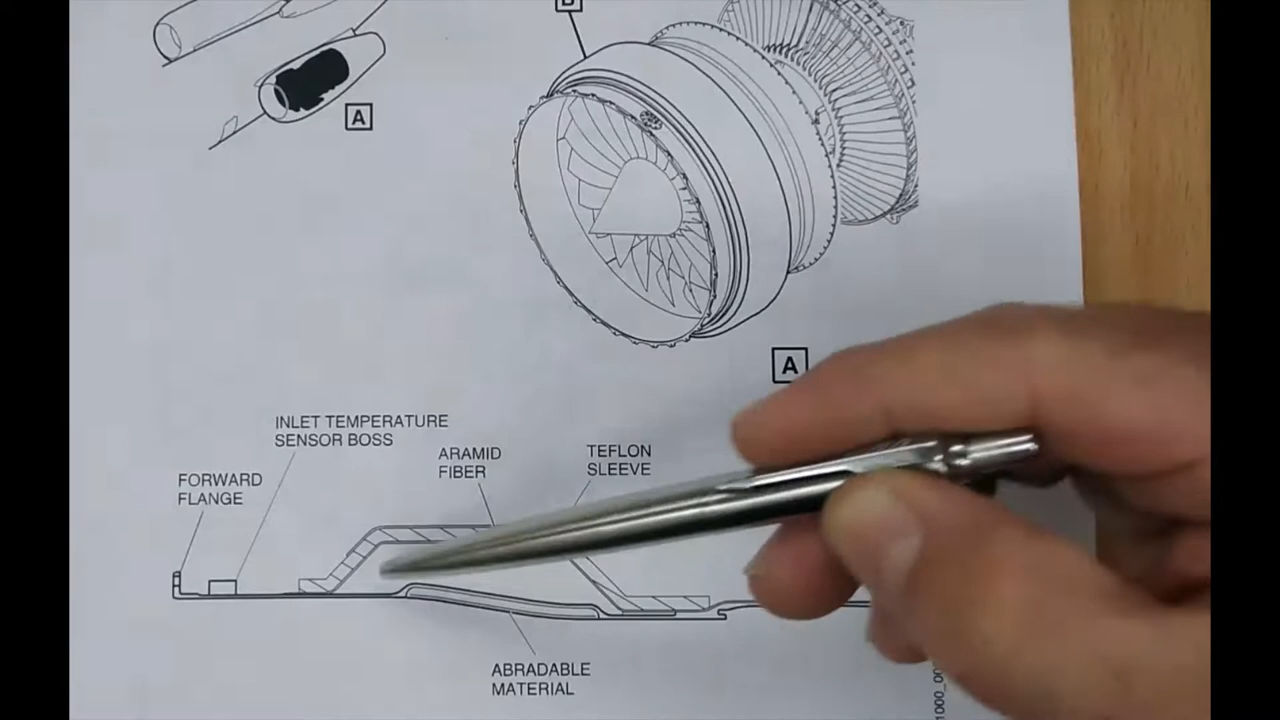 A
A
INLET TEMPERATURE
SENSOR BOSS
ARAMID
FIBER
TEFLON
SLEEVE
FORWARD
FLANGE
ABRADABLE
MATERIAL